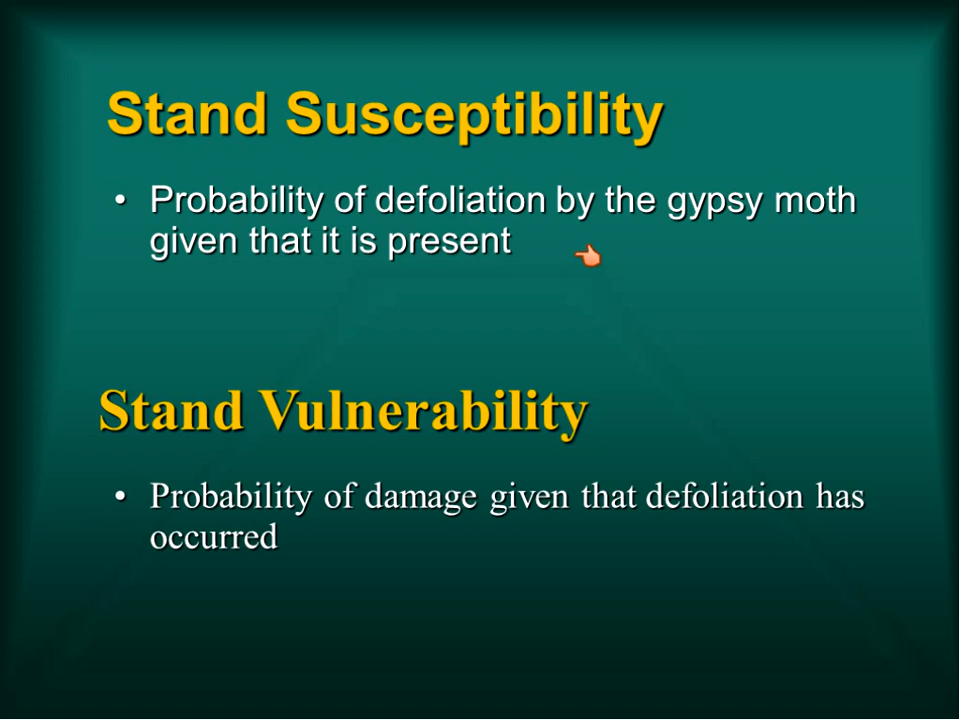 Stand Susceptibility
• Probability of defoliation by the gypsy moth
given that it is present
Stand Vulnerability
• Probability of damage given that defoliation has
occurred